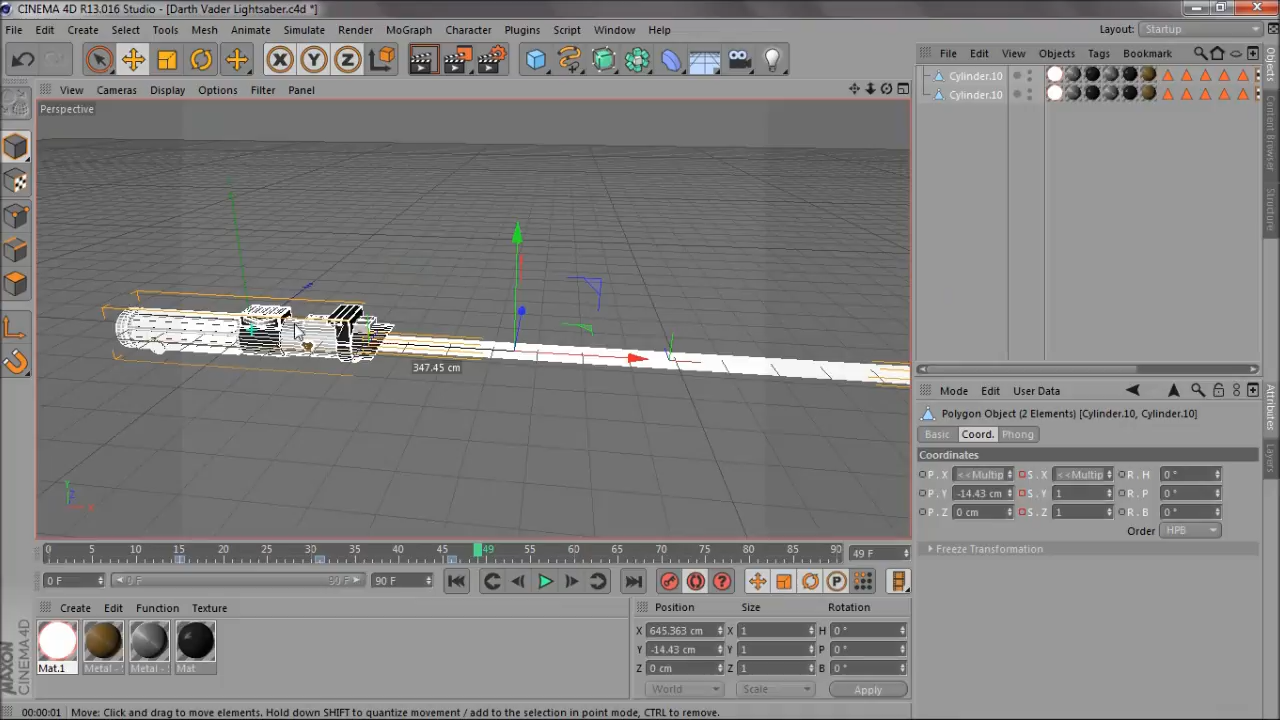 CINEMA 4D R13.016 Studio - [Darth Vader Lightsaber.c4d *]
File Edit Create Select Tools Mesh Animate Simulate Render MoGraph Character Plugins Script Window Help Layout: Startup
File Edit View Objects Tags Bookmark
View Cameras Display Options Filter Panel
Perspective
Cylinder.10
Cylinder.10
Objects
Content Browser
Structure
347.45 cm
Mode Edit User Data
Polygon Object (2 Elements) [Cylinder.10, Cylinder.10]
Basic Coord. Phong
Coordinates
P . X <<Multip S . X <<Multip R . H 0 °
P . Y -14.43 cm S . Y 1 R . P 0 °
P . Z 0 cm S . Z 1 R . B 0 °
Order HPB
Freeze Transformation
Attributes
Layers
0 5 10 15 20 25 30 35 40 45 49 55 60 65 70 75 80 85 90 49 F
0 F 0 F 90 F 90 F
Create Edit Function Texture
Position Size Rotation
X 645.363 cm X 1 H 0 °
Y -14.43 cm Y 1 P 0 °
Z 0 cm Z 1 B 0 °
World Scale Apply
Mat.1 Metal - Metal - Mat
MAXON CINEMA4D
00:00:01 Move: Click and drag to move elements. Hold down SHIFT to quantize movement / add to the selection in point mode, CTRL to remove.